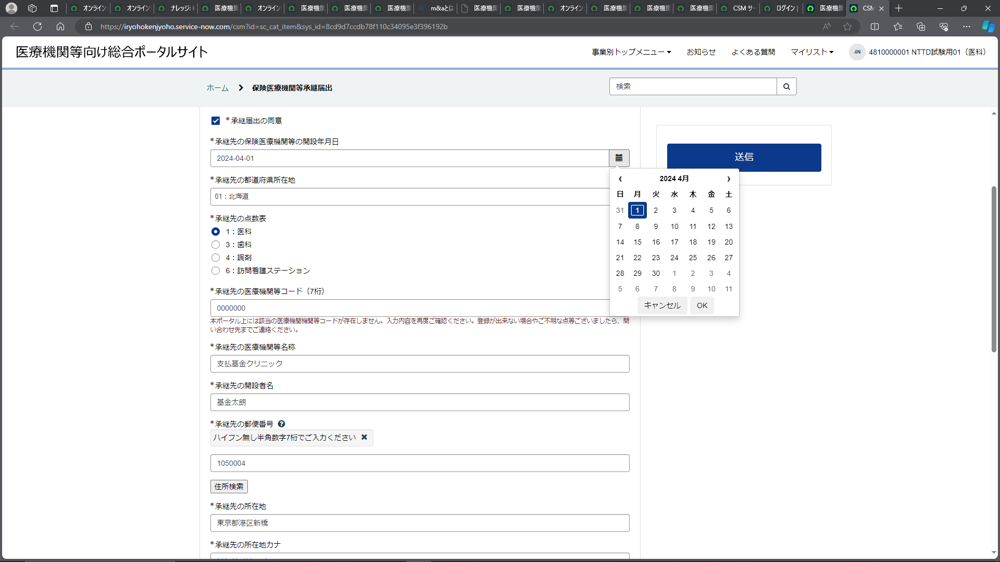 オンライン
オンライン
ナレッジ: K
医療機関
オンライン
医療機関
医療機関
医療機関
m&aとは
医療機関
医療機関
オンライン
医療機関
医療機関
医療機関
CSM サー
ログイン |
医療機関
CSM
https://iryohokenjyoho.service-now.com/csm?id=sc_cat_item&sys_id=8cd9d7ccdb78f110c34095e3f396192b
医療機関等向け総合ポータルサイト
事業別トップメニュー お知らせ よくある質問 マイリスト 4N 4810000001 NTTD試験用01（医科）
ホーム 保険医療機関等承継届出
検索
*承継届出の同意
*承継先の保険医療機関等の開設年月日
2024-04-01
送信
*承継先の都道府県所在地
01：北海道
*承継先の点数表
1：医科
3：歯科
4：調剤
6：訪問看護ステーション
2024 4月
日 月 火 水 木 金 土
31 1 2 3 4 5 6
7 8 9 10 11 12 13
14 15 16 17 18 19 20
21 22 23 24 25 26 27
28 29 30 1 2 3 4
5 6 7 8 9 10 11
キャンセル OK
*承継先の医療機関等コード（7桁）
0000000
本ポータル上には該当の医療機関機関等コードが存在しません。入力内容を再度ご確認ください。登録が出来ない場合やご不明な点等ございましたら、問
い合わせ先までご連絡ください。
*承継先の医療機関等名称
支払基金クリニック
*承継先の開設者名
基金太朗
*承継先の郵便番号
ハイフン無し半角数字7桁でご入力ください
1050004
住所検索
*承継先の所在地
東京都港区新橋
*承継先の所在地カナ